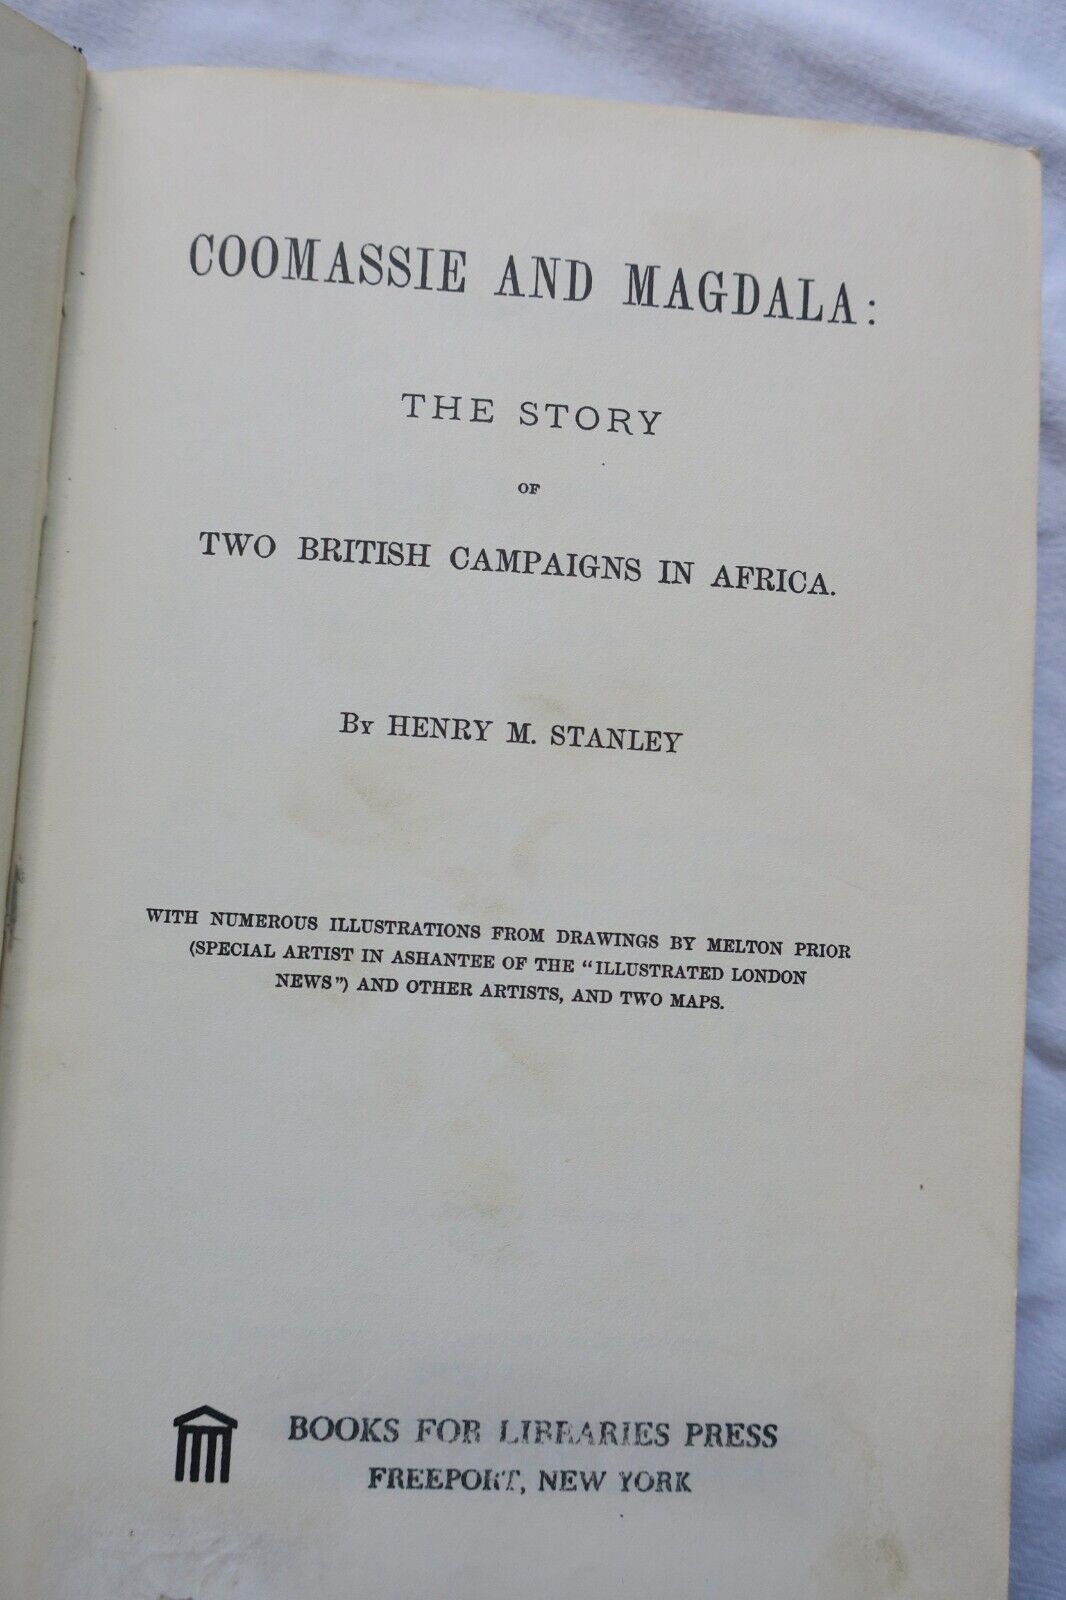 COOMASSIE AND MAGDALA:
THE STORY
OF
TWO BRITISH CAMPAIGNS IN AFRICA.
By HENRY M. STANLEY
WITH NUMEROUS ILLUSTRATIONS FROM DRAWINGS BY MELTON PRIOR
(SPECIAL ARTIST IN ASHANTEE OF THE "ILLUSTRATED LONDON
NEWS") AND OTHER ARTISTS, AND TWO MAPS.
BOOKS FOR LIBRARIES PRESS
FREEPORT, NEW YORK